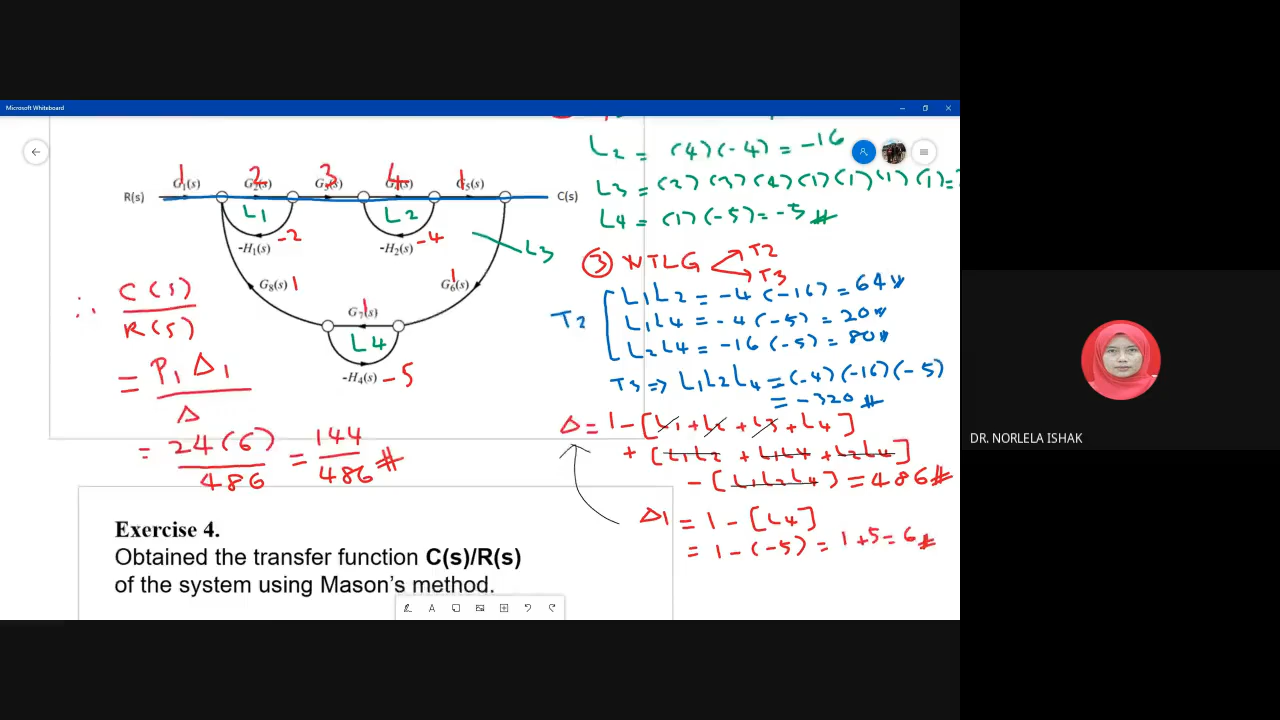 Microsoft Whiteboard
L2 = (4)(-4) = -16
L3 = (2)(3)(4)(1)(1)(1)(1)=
L4 = (1)(-5)=-5#
1 2 3 4 1
G1(s) G2(s) G3(s) G5(s)
R(s) C(s)
L1 L2
-H1(s) -2 -H2(s) -4
L3
G8(s) 1 G6(s) 1
G7(s) 1
L4
-H4(s) -5
∴ C(s)
R(s)
= P1 Δ1
Δ
= 24(6) = 144
486 486 #
③ NTLG T2
T3
T2
L1L2 = -4(-16) = 64#
L1L4 = -4(-5) = 20#
L2L4 = -16(-5) = 80#
T3 => L1L2L4 = (-4)(-16)(-5)
= -320#
Δ = 1 - [L1 + L2 + L3 + L4]
+ [L1L2 + L1L4 + L2L4]
- [L1L2L4] = 486#
Δ1 = 1 - [L4]
= 1 - (-5) = 1+5 = 6#
Exercise 4.
Obtained the transfer function C(s)/R(s)
of the system using Mason’s method.
DR. NORLELA ISHAK